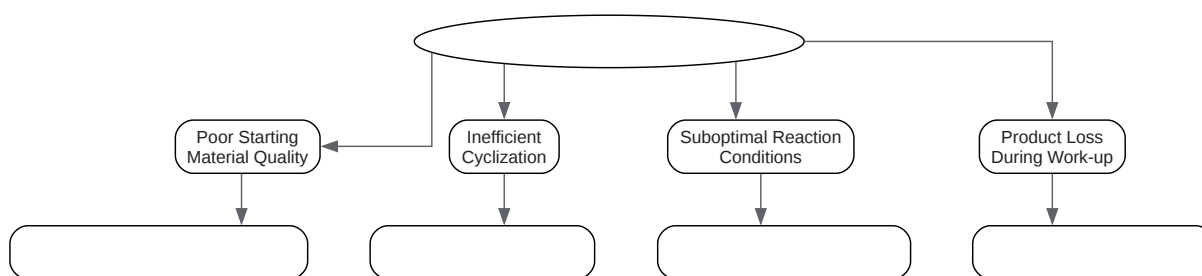 Poor Starting
Material Quality
Inefficient
Cyclization
Suboptimal Reaction
Conditions
Product Loss
During Work-up